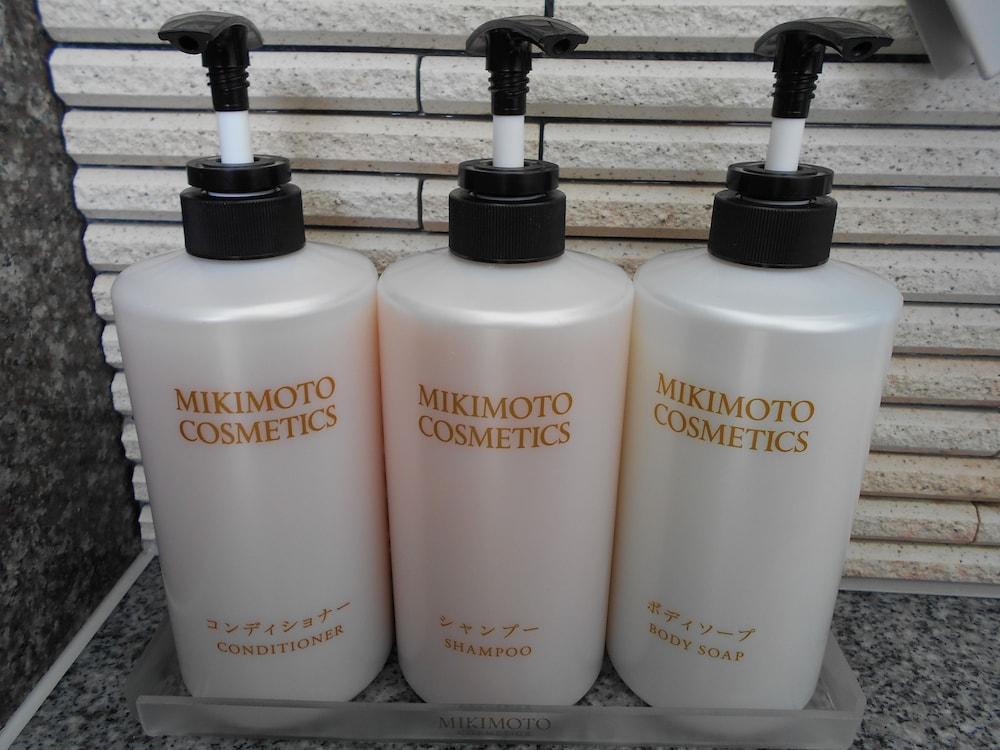 MIKIMOTO
COSMETICS
コンディショナー
CONDITIONER
MIKIMOTO
COSMETICS
シャンプー
SHAMPOO
MIKIMOTO
COSMETICS
ボディソープ
BODY SOAP
MIKIMOTO
COSMETICS